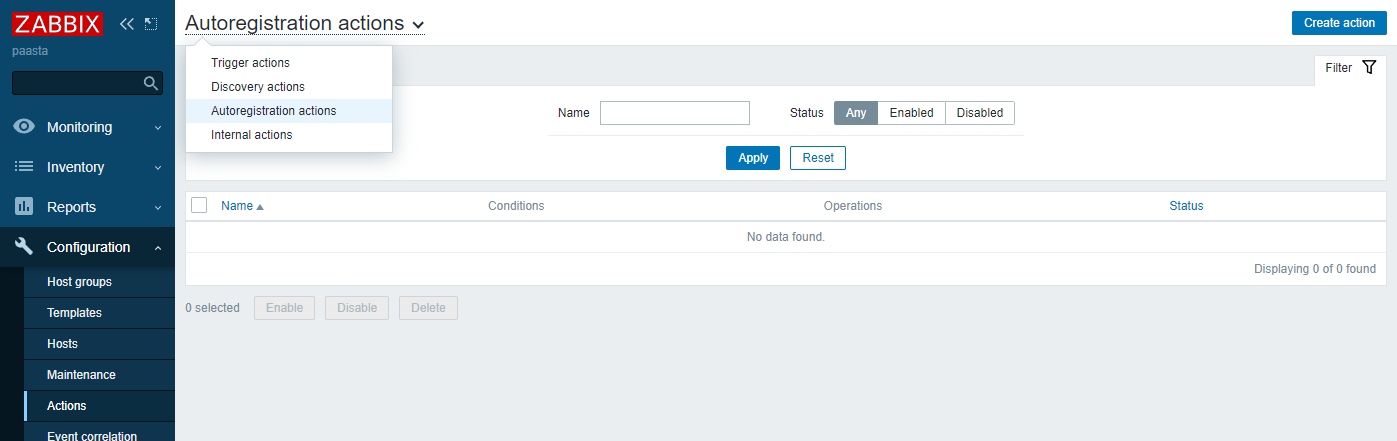 ZABBIX
paasta
Monitoring
Inventory
Reports
Configuration
Host groups
Templates
Hosts
Maintenance
Actions
Event correlation
Autoregistration actions
Create action
Trigger actions
Discovery actions
Autoregistration actions
Internal actions
Filter
Name Status Any Enabled Disabled
Apply Reset
Name Conditions Operations Status
No data found.
Displaying 0 of 0 found
0 selected Enable Disable Delete